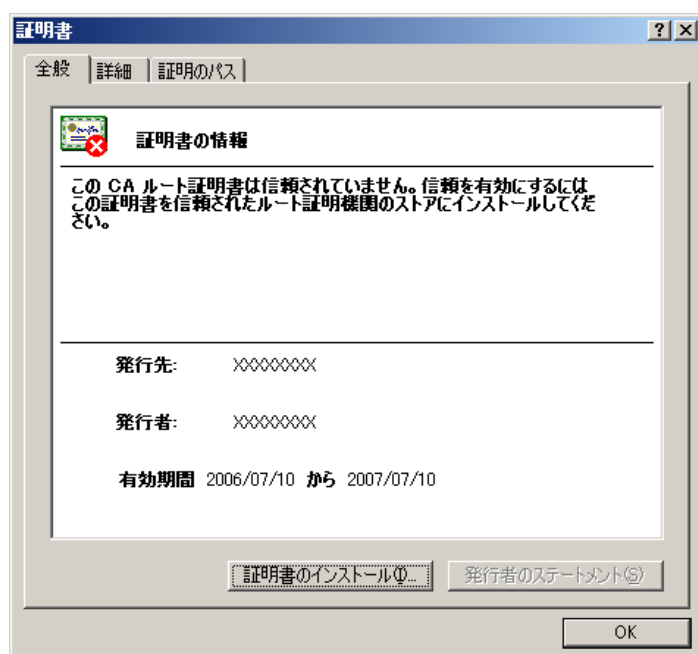 証明書
全般
詳細
証明のパス
証明書の情報
この CA ルート証明書は信頼されていません。信頼を有効にするには
この証明書を信頼されたルート証明機関のストアにインストールしてくだ
さい。
発行先: XXXXXXXX
発行者: XXXXXXXX
有効期間 2006/07/10 から 2007/07/10
証明書のインストール(I)...
発行者のステートメント(S)
OK